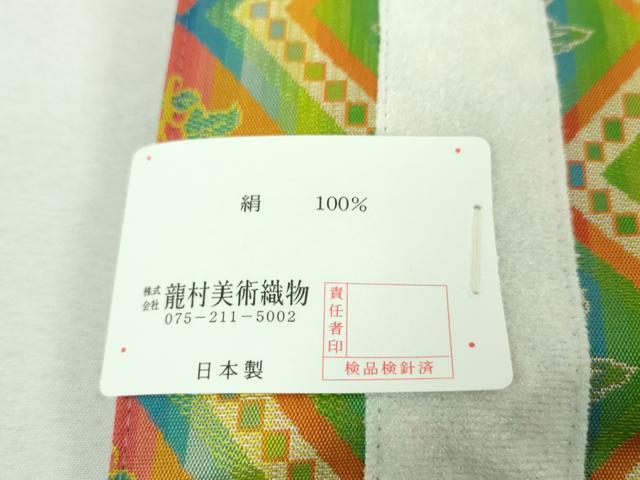 絹 100%
株式会社 龍村美術織物
075-211-5002
日本製
責任者印
検品検針済